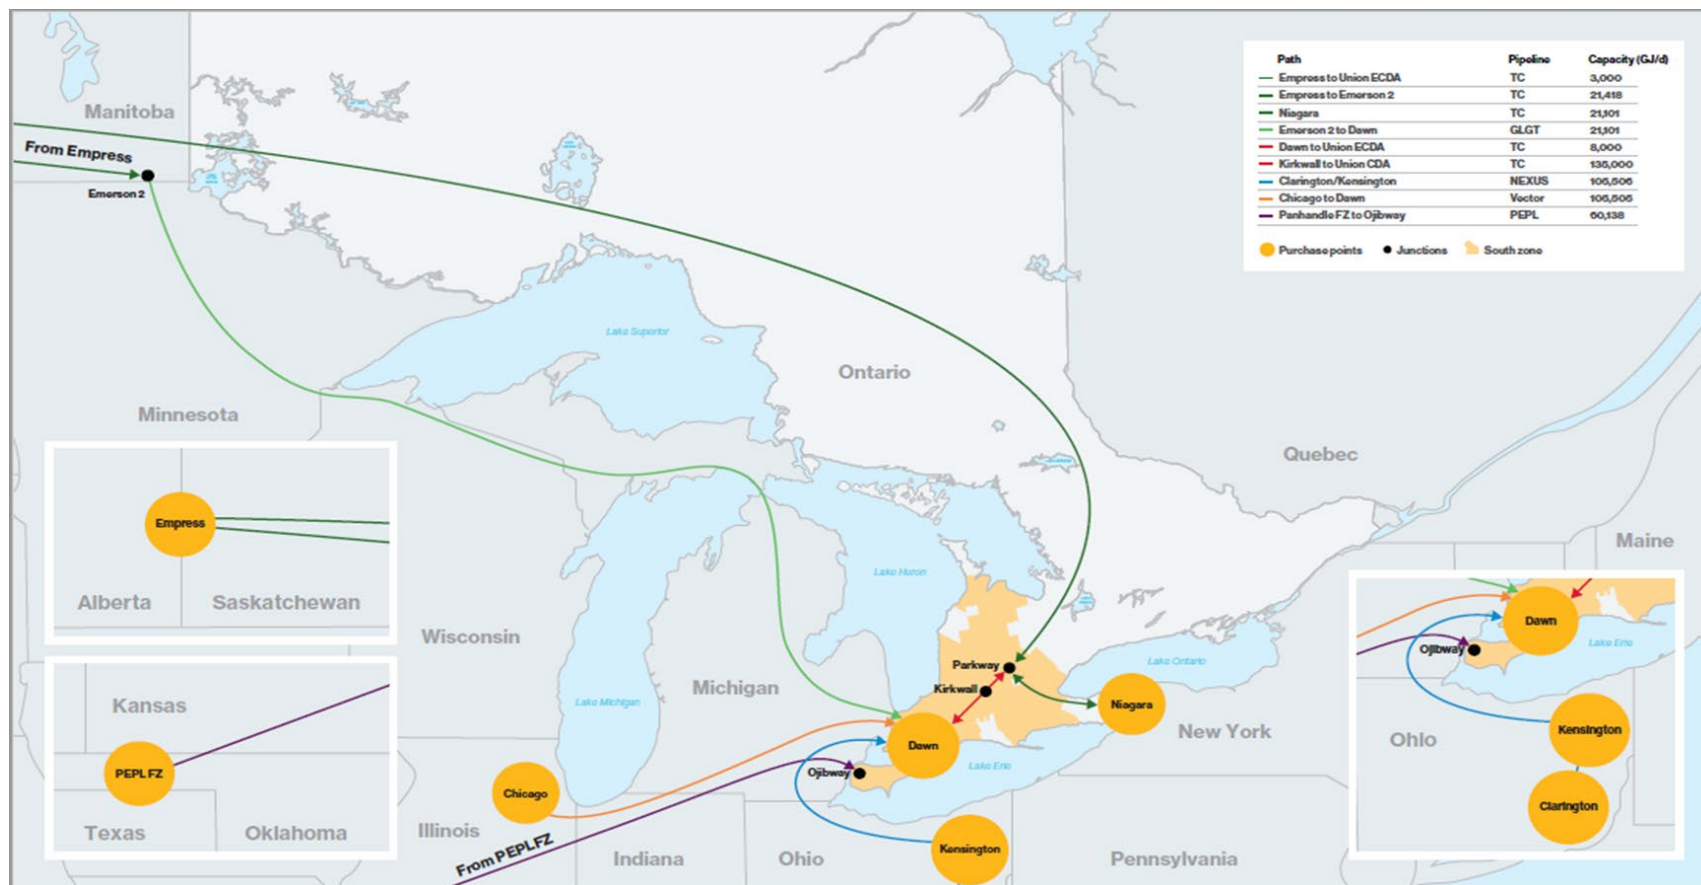 Path Pipeline Capacity (GJ/d)
Empress to Union ECDA TC 3,000
Empress to Emerson 2 TC 21,418
Niagara TC 21,101
Emerson 2 to Dawn GLGT 21,101
Dawn to Union ECDA TC 8,000
Kirkwall to Union CDA TC 135,000
Clarington/Kensington NEXUS 105,506
Chicago to Dawn Vector 105,505
Panhandle FZ to Ojibway PEPL 60,138
Purchase points Junctions South zone
Manitoba
From Empress
Emerson 2
Lake Superior
Ontario
Minnesota
Quebec
Empress
Alberta Saskatchewan
Maine
Lake Huron
Wisconsin
Parkway
Lake Ontario
Kirkwall
Michigan
Lake Michigan
Niagara
New York
Dawn
Lake Erie
Ojibway
Chicago
Illinois
From PEPLFZ
Indiana
Ohio
Kensington
Pennsylvania
Kansas
PEPL FZ
Texas Oklahoma
Dawn
Lake Erie
Ojibway
Kensington
Ohio
Clarington